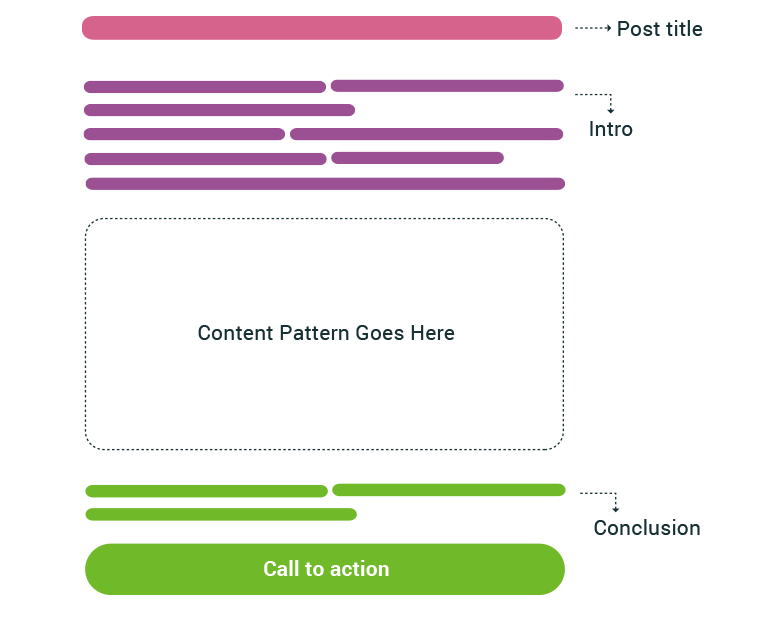 Post title
Intro
Content Pattern Goes Here
Conclusion
Call to action